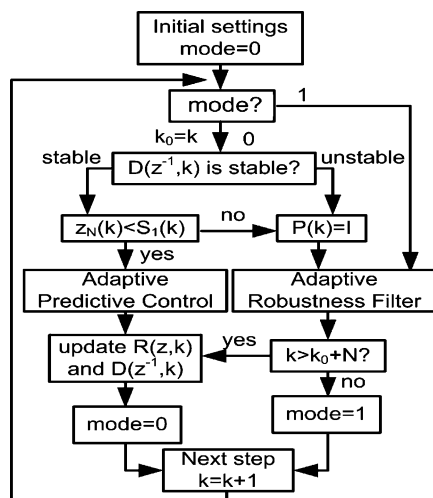 Initial settings
mode=0
mode?
1
k₀=k
0
stable
D(z⁻¹,k) is stable?
unstable
z_N(k)<S₁(k)
no
P(k)=I
yes
Adaptive
Predictive Control
Adaptive
Robustness Filter
update R(z,k)
and D(z⁻¹,k)
yes
k>k₀+N?
no
mode=0
mode=1
Next step
k=k+1